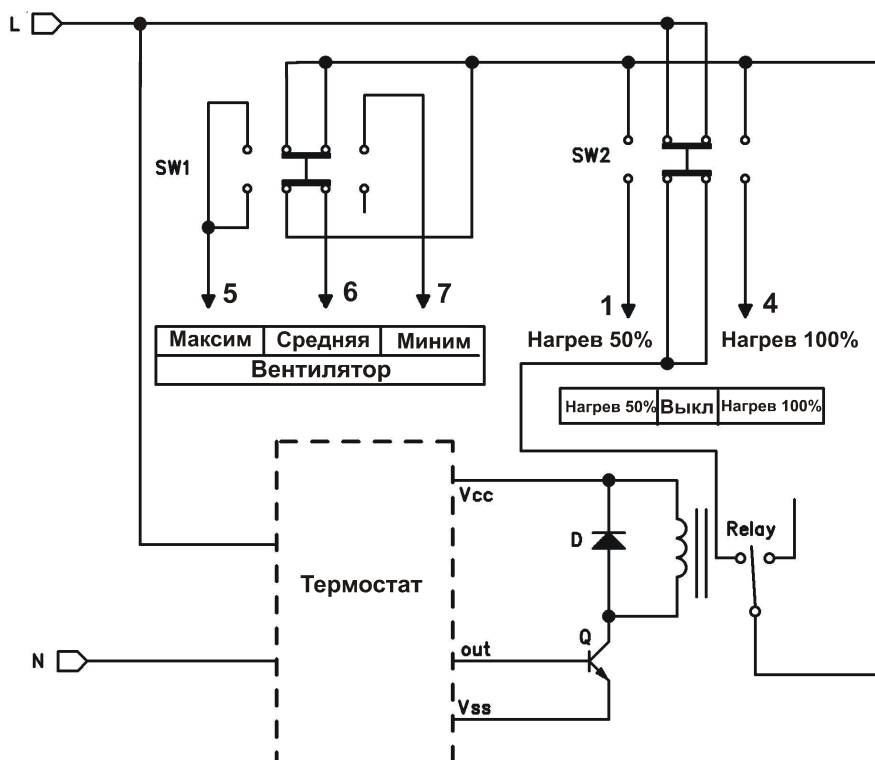 L
SW1
SW2
5
6
7
1
4
Максим Средняя Миним
Вентилятор
Нагрев 50%
Нагрев 100%
Нагрев 50% Выкл Нагрев 100%
Vcc
D
Relay
Термостат
Q
N
out
Vss